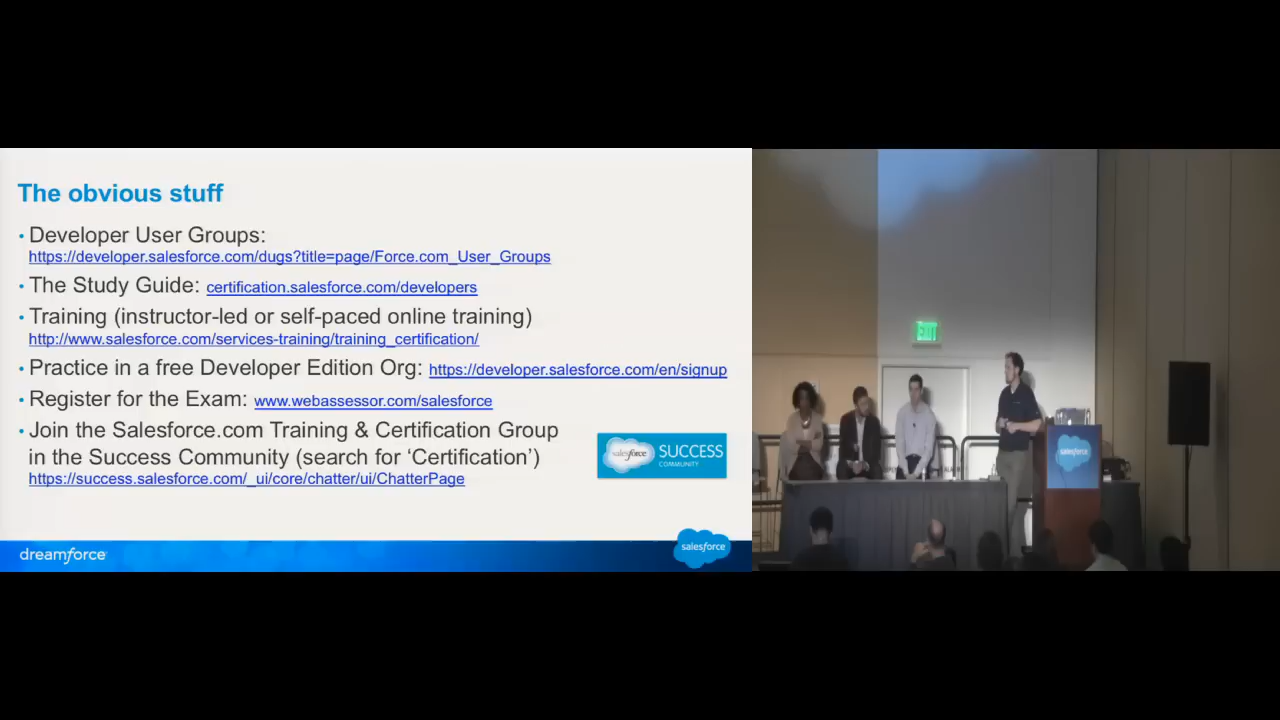 The obvious stuff
• Developer User Groups:
https://developer.salesforce.com/dugs?title=page/Force.com_User_Groups
• The Study Guide: certification.salesforce.com/developers
• Training (instructor-led or self-paced online training)
http://www.salesforce.com/services-training/training_certification/
• Practice in a free Developer Edition Org: https://developer.salesforce.com/en/signup
• Register for the Exam: www.webassessor.com/salesforce
• Join the Salesforce.com Training & Certification Group
in the Success Community (search for ‘Certification’)
https://success.salesforce.com/_ui/core/chatter/ui/ChatterPage
salesforce SUCCESS
COMMUNITY
dreamforce
salesforce
EXIT
salesforce